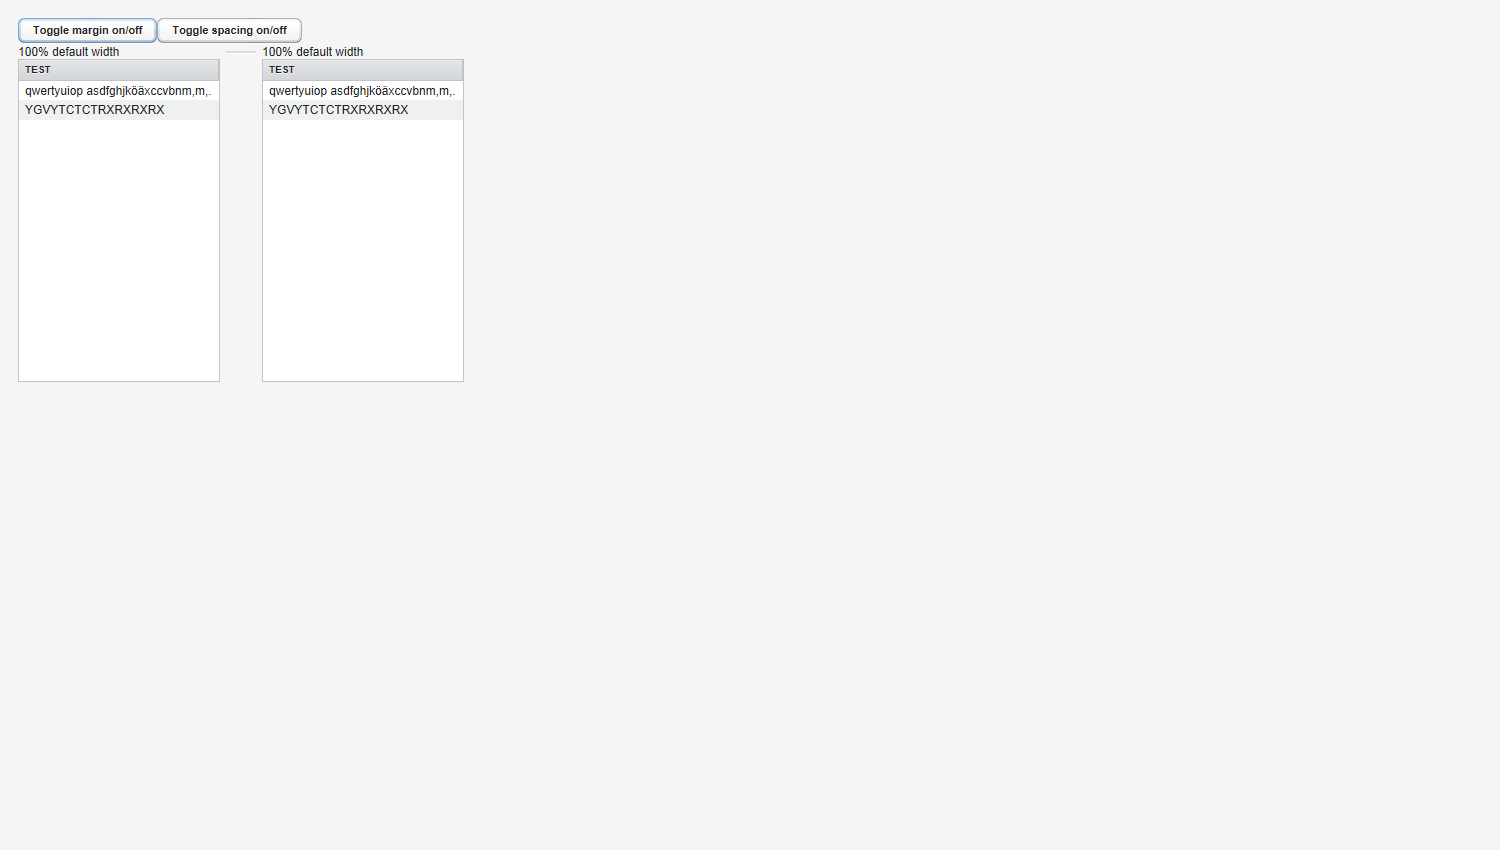 Toggle margin on/off Toggle spacing on/off
100% default width 100% default width
TEST TEST
qwertyuiop asdfghjköäxccvbnm,m,. qwertyuiop asdfghjköäxccvbnm,m,.
YGVYTCTCTRXRXRXRX YGVYTCTCTRXRXRXRX